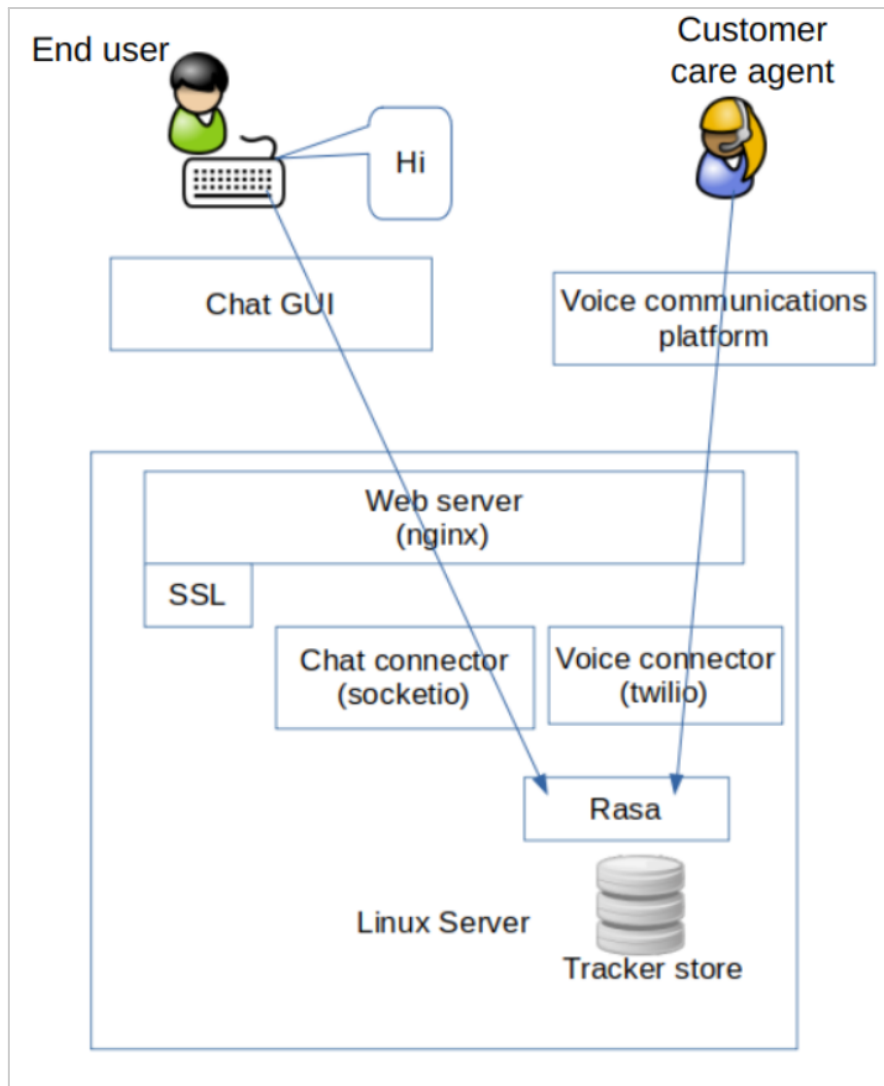 End user
Customer
care agent
Hi
Chat GUI
Voice communications
platform
Web server
(nginx)
SSL
Chat connector
(socketio)
Voice connector
(twilio)
Rasa
Linux Server
Tracker store